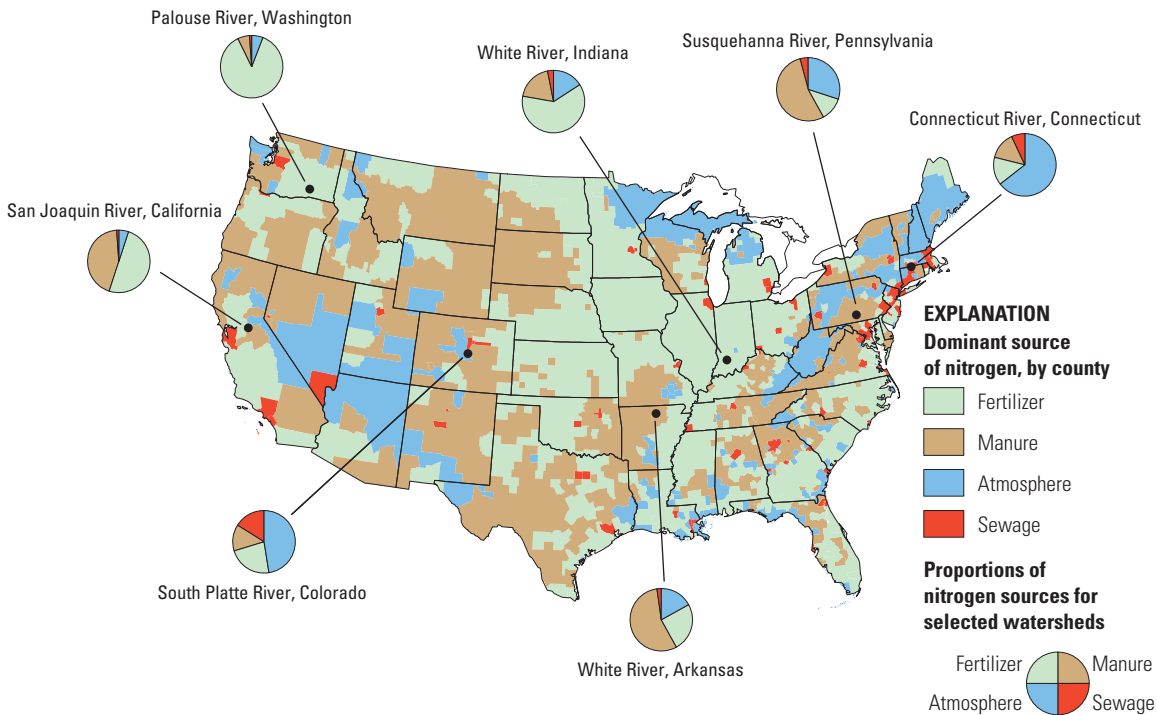 Palouse River, Washington
White River, Indiana
Susquehanna River, Pennsylvania
Connecticut River, Connecticut
San Joaquin River, California
South Platte River, Colorado
White River, Arkansas
EXPLANATION
Dominant source
of nitrogen, by county
Fertilizer
Manure
Atmosphere
Sewage
Proportions of
nitrogen sources for
selected watersheds
Fertilizer Manure
Atmosphere Sewage